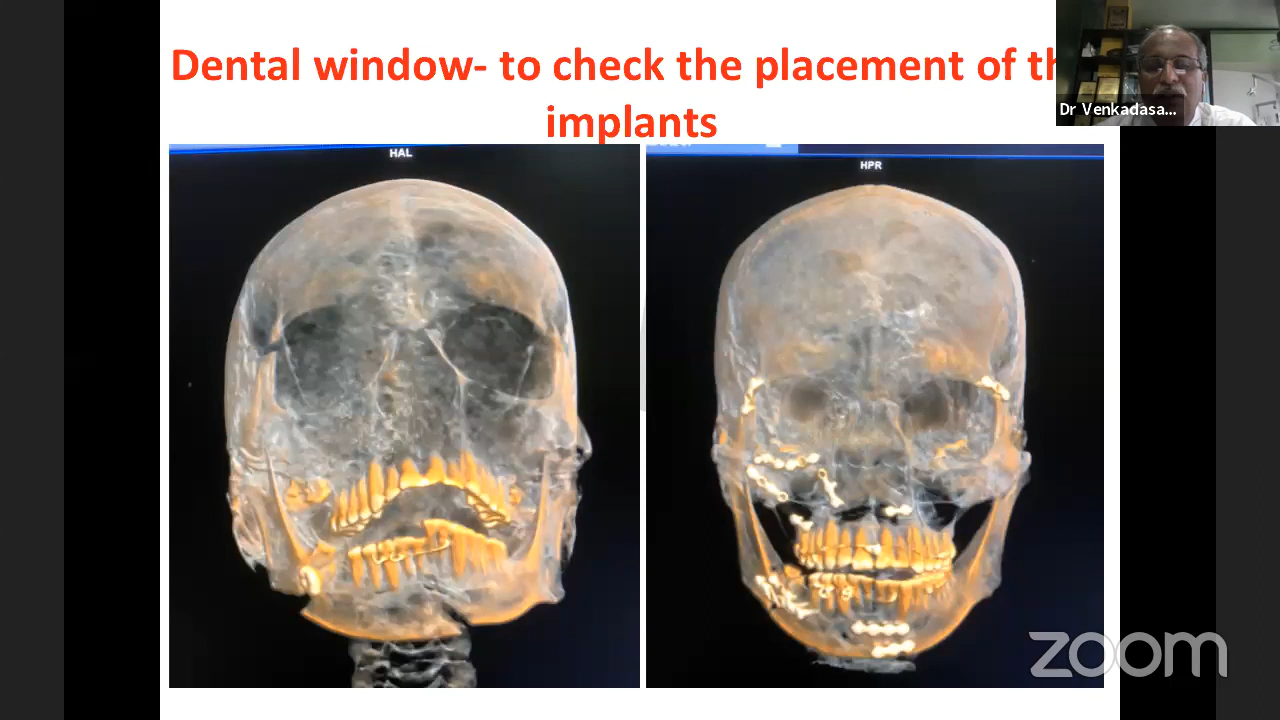 Dental window- to check the placement of th
implants
Dr Venkadasa...
HAL
HPR
zoom